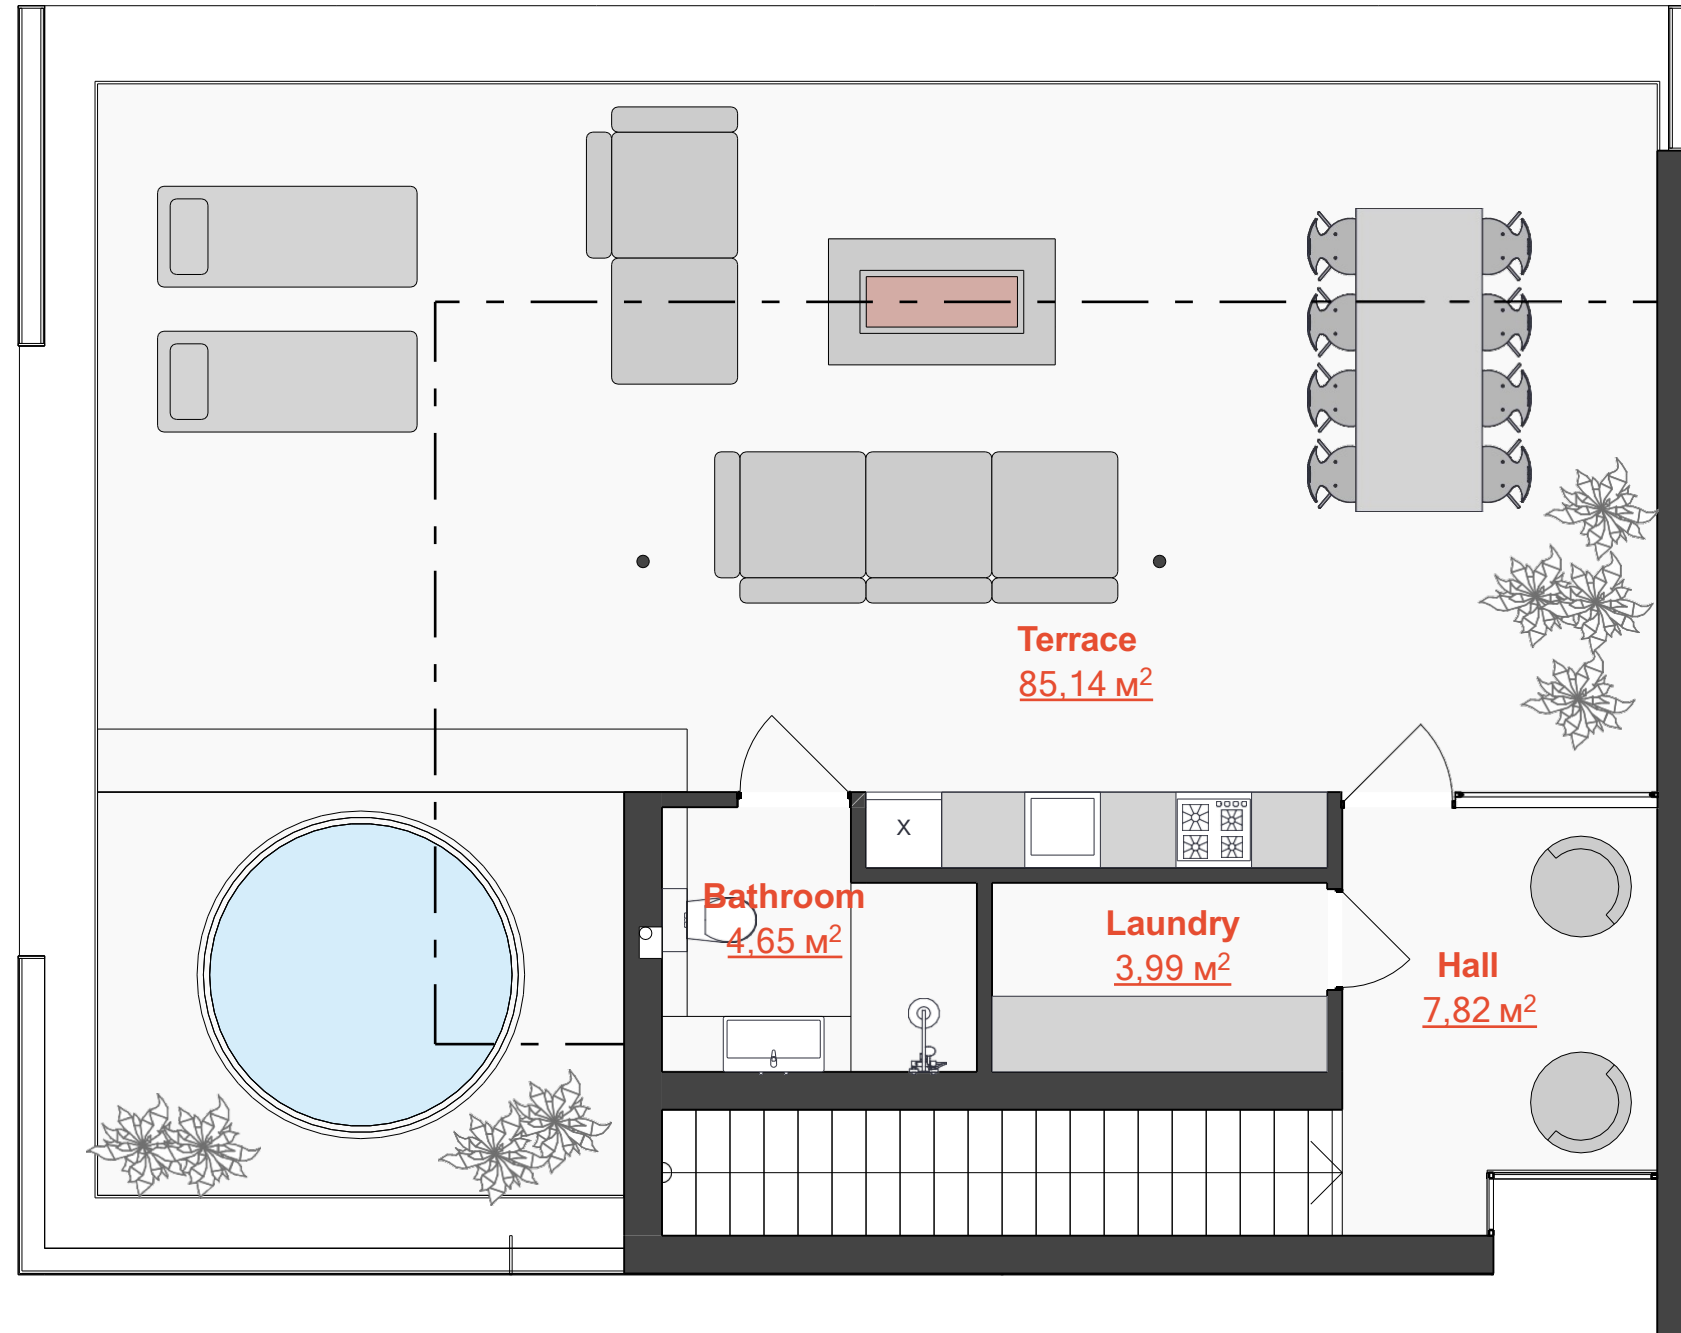 Terrace
85,14 м²
X
Bathroom
4,65 м²
Laundry
3,99 м²
Hall
7,82 м²